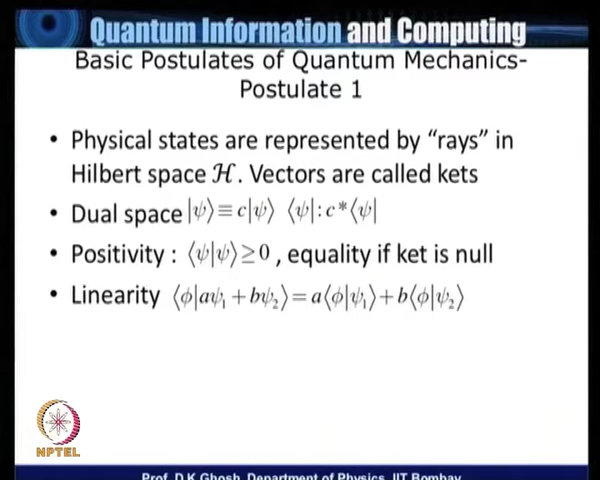 Quantum Information and Computing
Basic Postulates of Quantum Mechanics-
Postulate 1
• Physical states are represented by “rays” in
Hilbert space ℋ. Vectors are called kets
• Dual space |ψ⟩≡c|ψ⟩ ⟨ψ|:c*⟨ψ|
• Positivity : ⟨ψ|ψ⟩≥0 , equality if ket is null
• Linearity ⟨ϕ|aψ₁+bψ₂⟩=a⟨ϕ|ψ₁⟩+b⟨ϕ|ψ₂⟩
NPTEL
Prof. D K Ghosh, Department of Physics, IIT Bombay